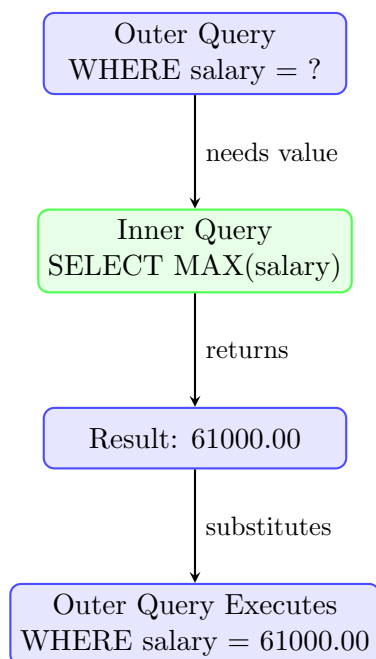 Outer Query
WHERE salary = ?
needs value
Inner Query
SELECT MAX(salary)
returns
Result: 61000.00
substitutes
Outer Query Executes
WHERE salary = 61000.00